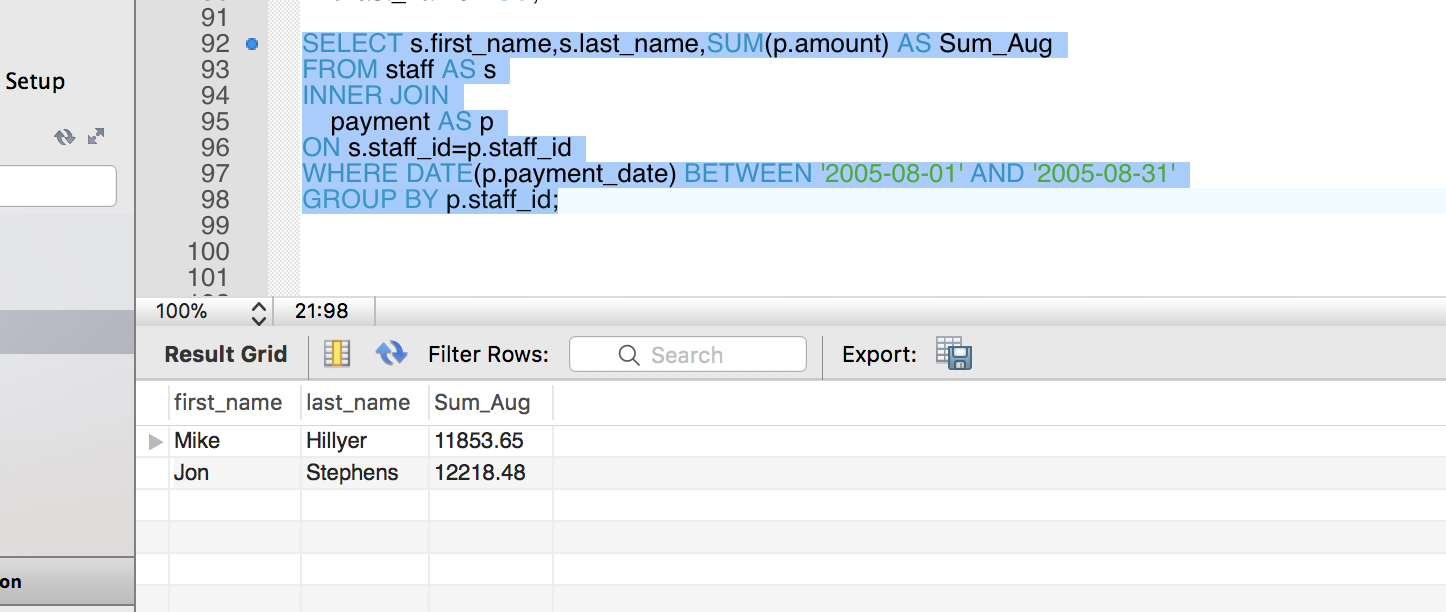 91
92 SELECT s.first_name,s.last_name,SUM(p.amount) AS Sum_Aug
93 FROM staff AS s
94 INNER JOIN
95 payment AS p
96 ON s.staff_id=p.staff_id
97 WHERE DATE(p.payment_date) BETWEEN '2005-08-01' AND '2005-08-31'
98 GROUP BY p.staff_id;
99
100
101
Setup
100% 21:98
Result Grid Filter Rows: Search Export:
first_name last_name Sum_Aug
Mike Hillyer 11853.65
Jon Stephens 12218.48
on